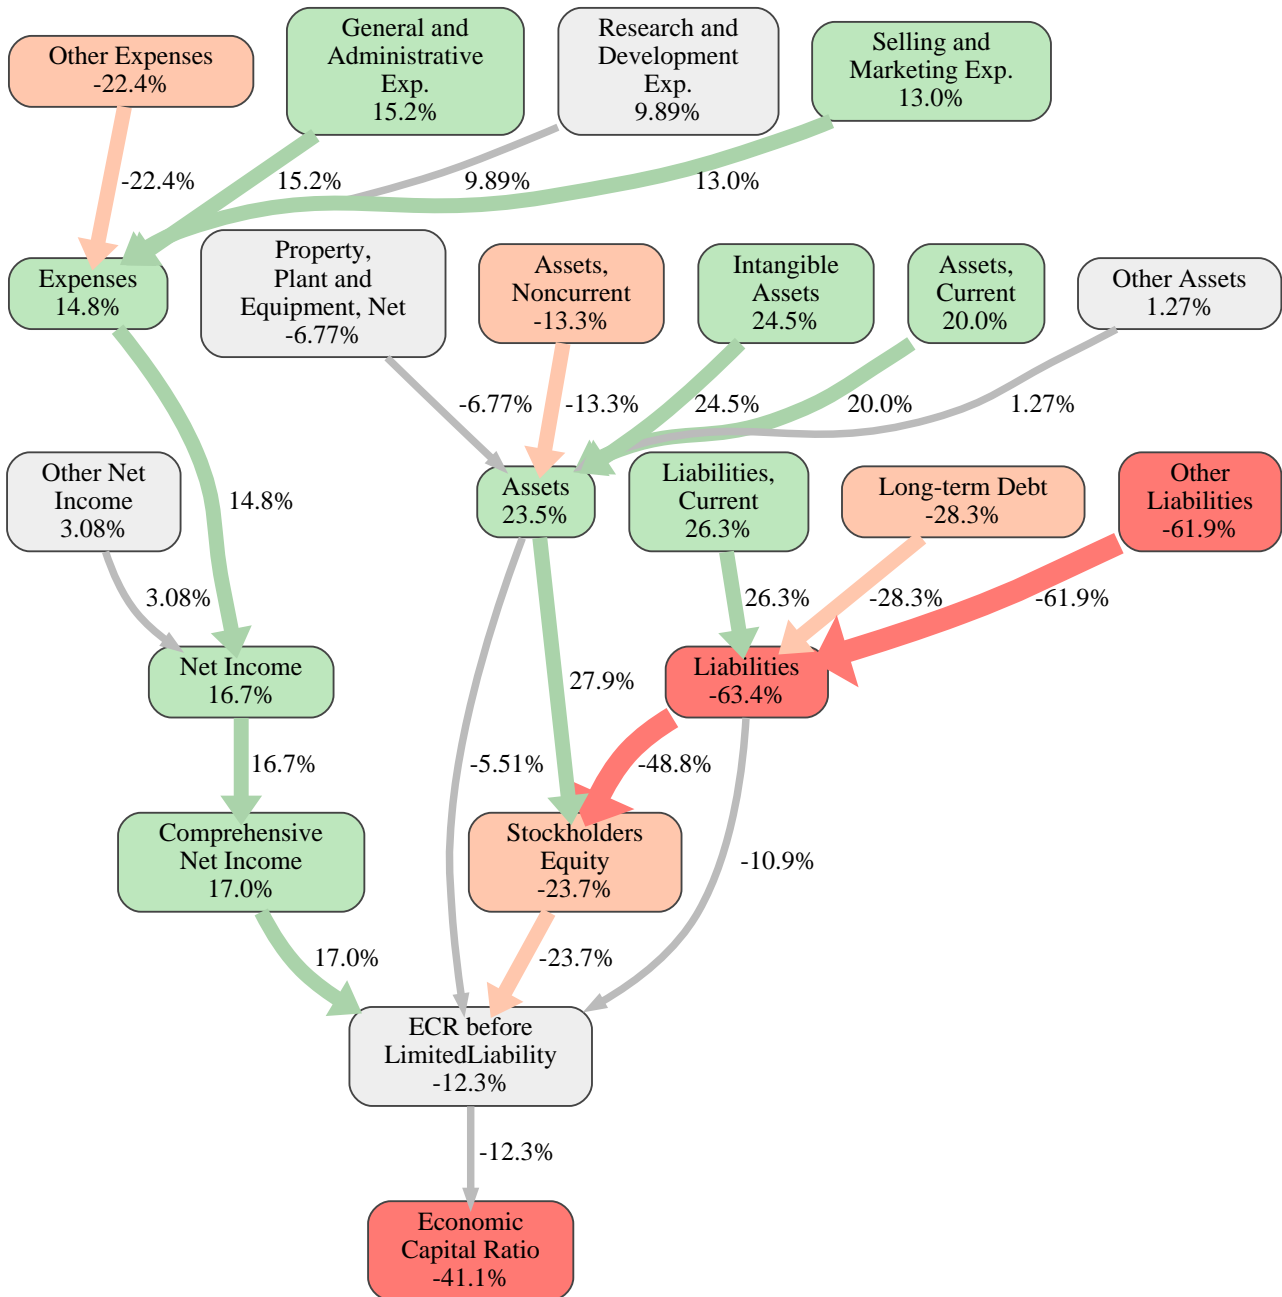 Other Expenses
-22.4%
General and
Administrative
Exp.
15.2%
Research and
Development
Exp.
9.89%
Selling and
Marketing Exp.
13.0%
-22.4%
15.2%
9.89%
13.0%
Expenses
14.8%
Property,
Plant and
Equipment, Net
-6.77%
Assets,
Noncurrent
-13.3%
Intangible
Assets
24.5%
Assets,
Current
20.0%
Other Assets
1.27%
-6.77%
-13.3%
24.5%
20.0%
1.27%
Other Net
Income
3.08%
14.8%
Assets
23.5%
Liabilities,
Current
26.3%
Long-term Debt
-28.3%
Other
Liabilities
-61.9%
3.08%
26.3%
-28.3%
-61.9%
Net Income
16.7%
Liabilities
-63.4%
27.9%
16.7%
-5.51%
-48.8%
Comprehensive
Net Income
17.0%
Stockholders
Equity
-23.7%
-10.9%
17.0%
-23.7%
ECR before
LimitedLiability
-12.3%
-12.3%
Economic
Capital Ratio
-41.1%